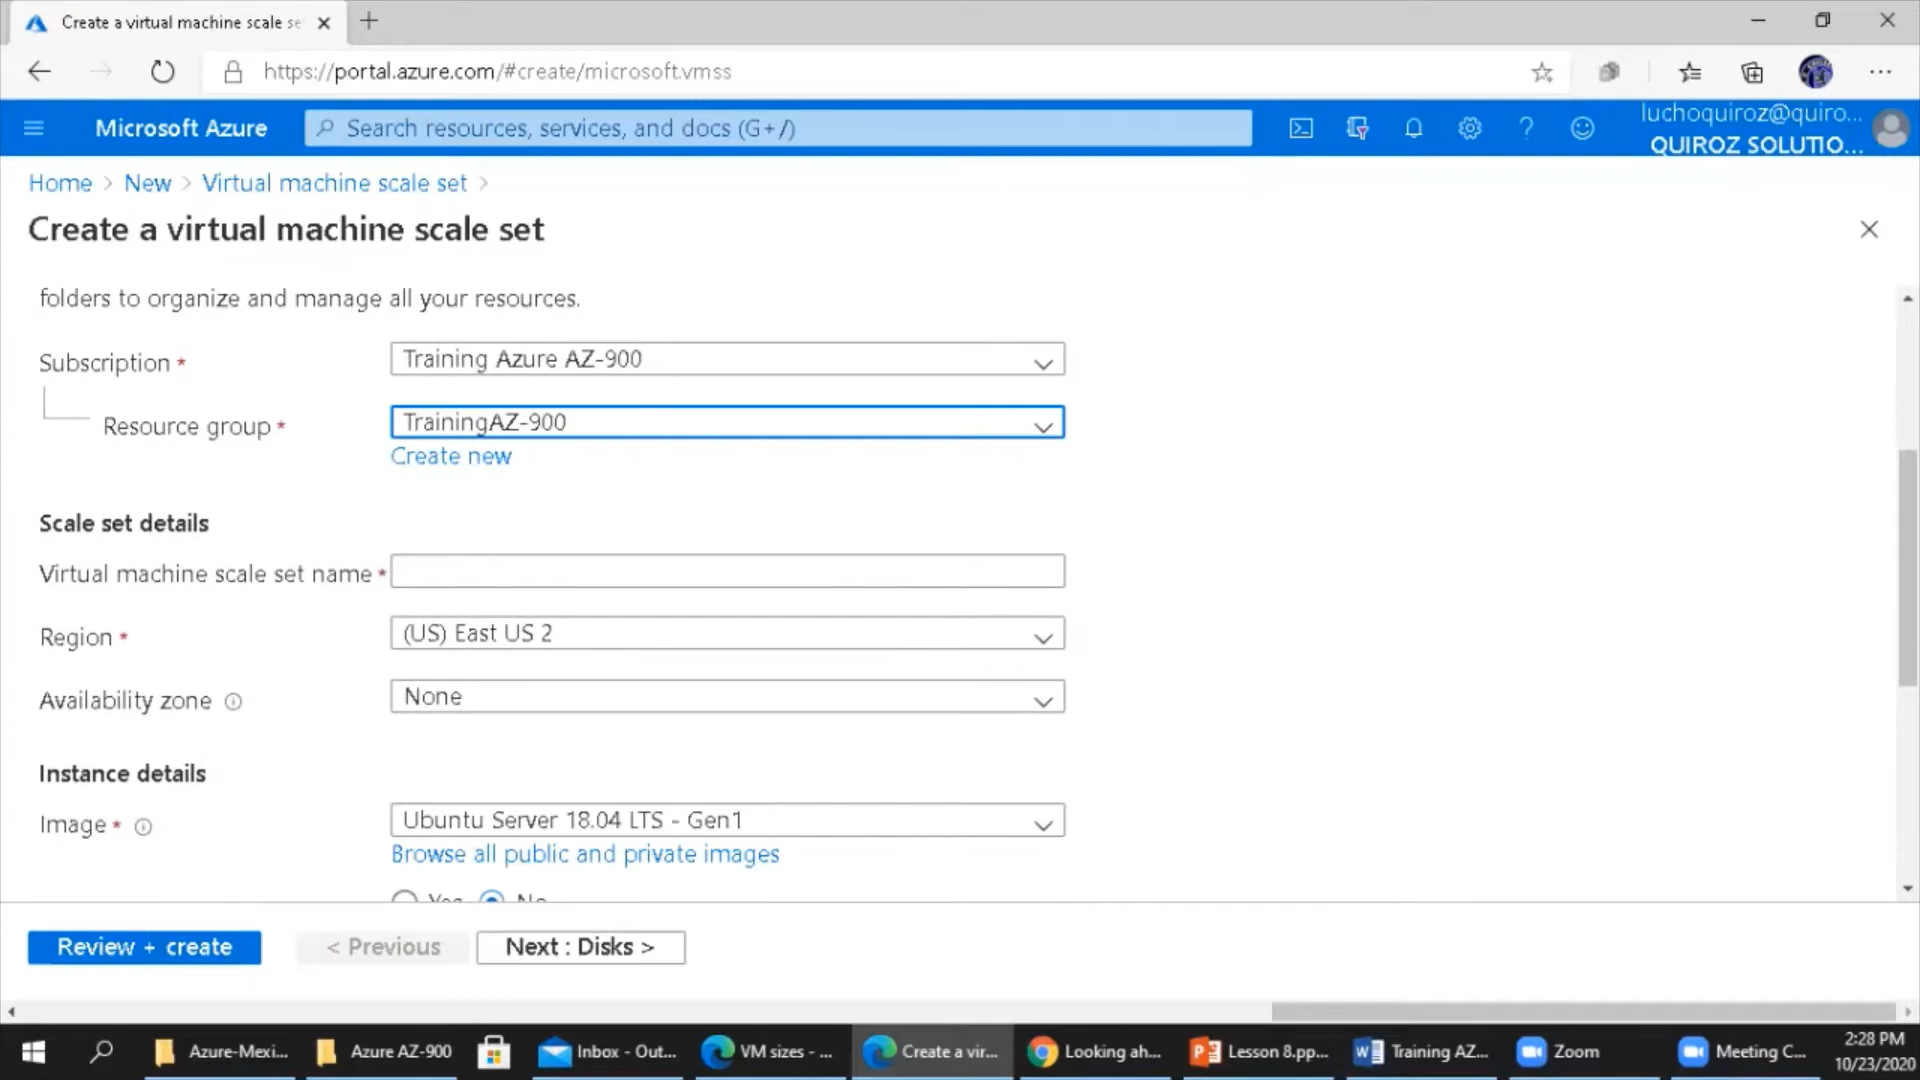 Create a virtual machine scale se
https://portal.azure.com/#create/microsoft.vmss
Microsoft Azure
Search resources, services, and docs (G+/)
luchoquiroz@quiro...
QUIROZ SOLUTIO...
Home > New > Virtual machine scale set >
Create a virtual machine scale set
folders to organize and manage all your resources.
Subscription *
Training Azure AZ-900
Resource group *
TrainingAZ-900
Create new
Scale set details
Virtual machine scale set name *
Region *
(US) East US 2
Availability zone
None
Instance details
Image *
Ubuntu Server 18.04 LTS - Gen1
Browse all public and private images
Yes No
Review + create
< Previous
Next : Disks >
Azure-Mexi...
Azure AZ-900
Inbox - Out...
VM sizes - ...
Create a vir...
Looking ah...
Lesson 8.pp...
Training AZ...
Zoom
Meeting C...
2:28 PM
10/23/2020